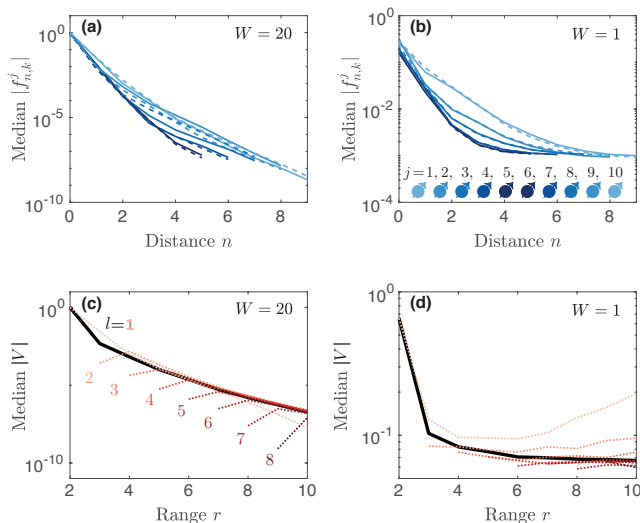 (a)
W = 20
Median |f^j_{n,k}|
10^0
10^{-5}
10^{-10}
0 2 4 6 8
Distance n
(b)
W = 1
Median |f^j_{n,k}|
10^0
10^{-2}
10^{-4}
j=1, 2, 3, 4, 5, 6, 7, 8, 9, 10
0 2 4 6 8
Distance n
(c)
W = 20
Median |V|
10^0
10^{-10}
l=1
2
3
4
5
6
7
8
2 4 6 8 10
Range r
(d)
W = 1
Median |V|
10^0
10^{-1}
2 4 6 8 10
Range r